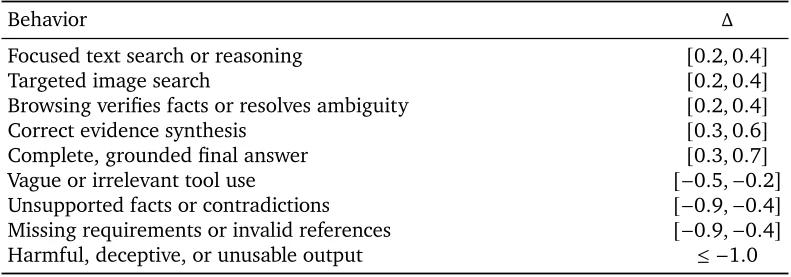 Behavior Δ
Focused text search or reasoning [0.2, 0.4]
Targeted image search [0.2, 0.4]
Browsing verifies facts or resolves ambiguity [0.2, 0.4]
Correct evidence synthesis [0.3, 0.6]
Complete, grounded final answer [0.3, 0.7]
Vague or irrelevant tool use [−0.5, −0.2]
Unsupported facts or contradictions [−0.9, −0.4]
Missing requirements or invalid references [−0.9, −0.4]
Harmful, deceptive, or unusable output ≤ −1.0